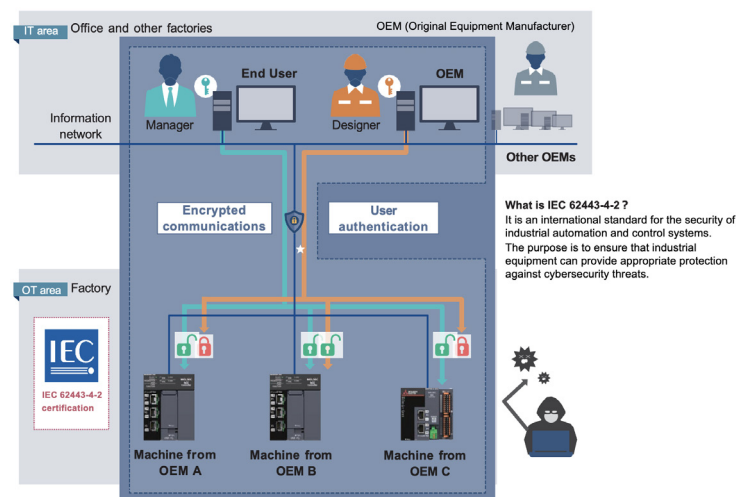 IT area
Office and other factories
OEM (Original Equipment Manufacturer)
End User
OEM
Manager
Designer
Information
network
Other OEMs
Encrypted
communications
User
authentication
What is IEC 62443-4-2 ?
It is an international standard for the security of
industrial automation and control systems.
The purpose is to ensure that industrial
equipment can provide appropriate protection
against cybersecurity threats.
OT area
Factory
IEC
IEC 62443-4-2
certification
Machine from
OEM A
Machine from
OEM B
Machine from
OEM C